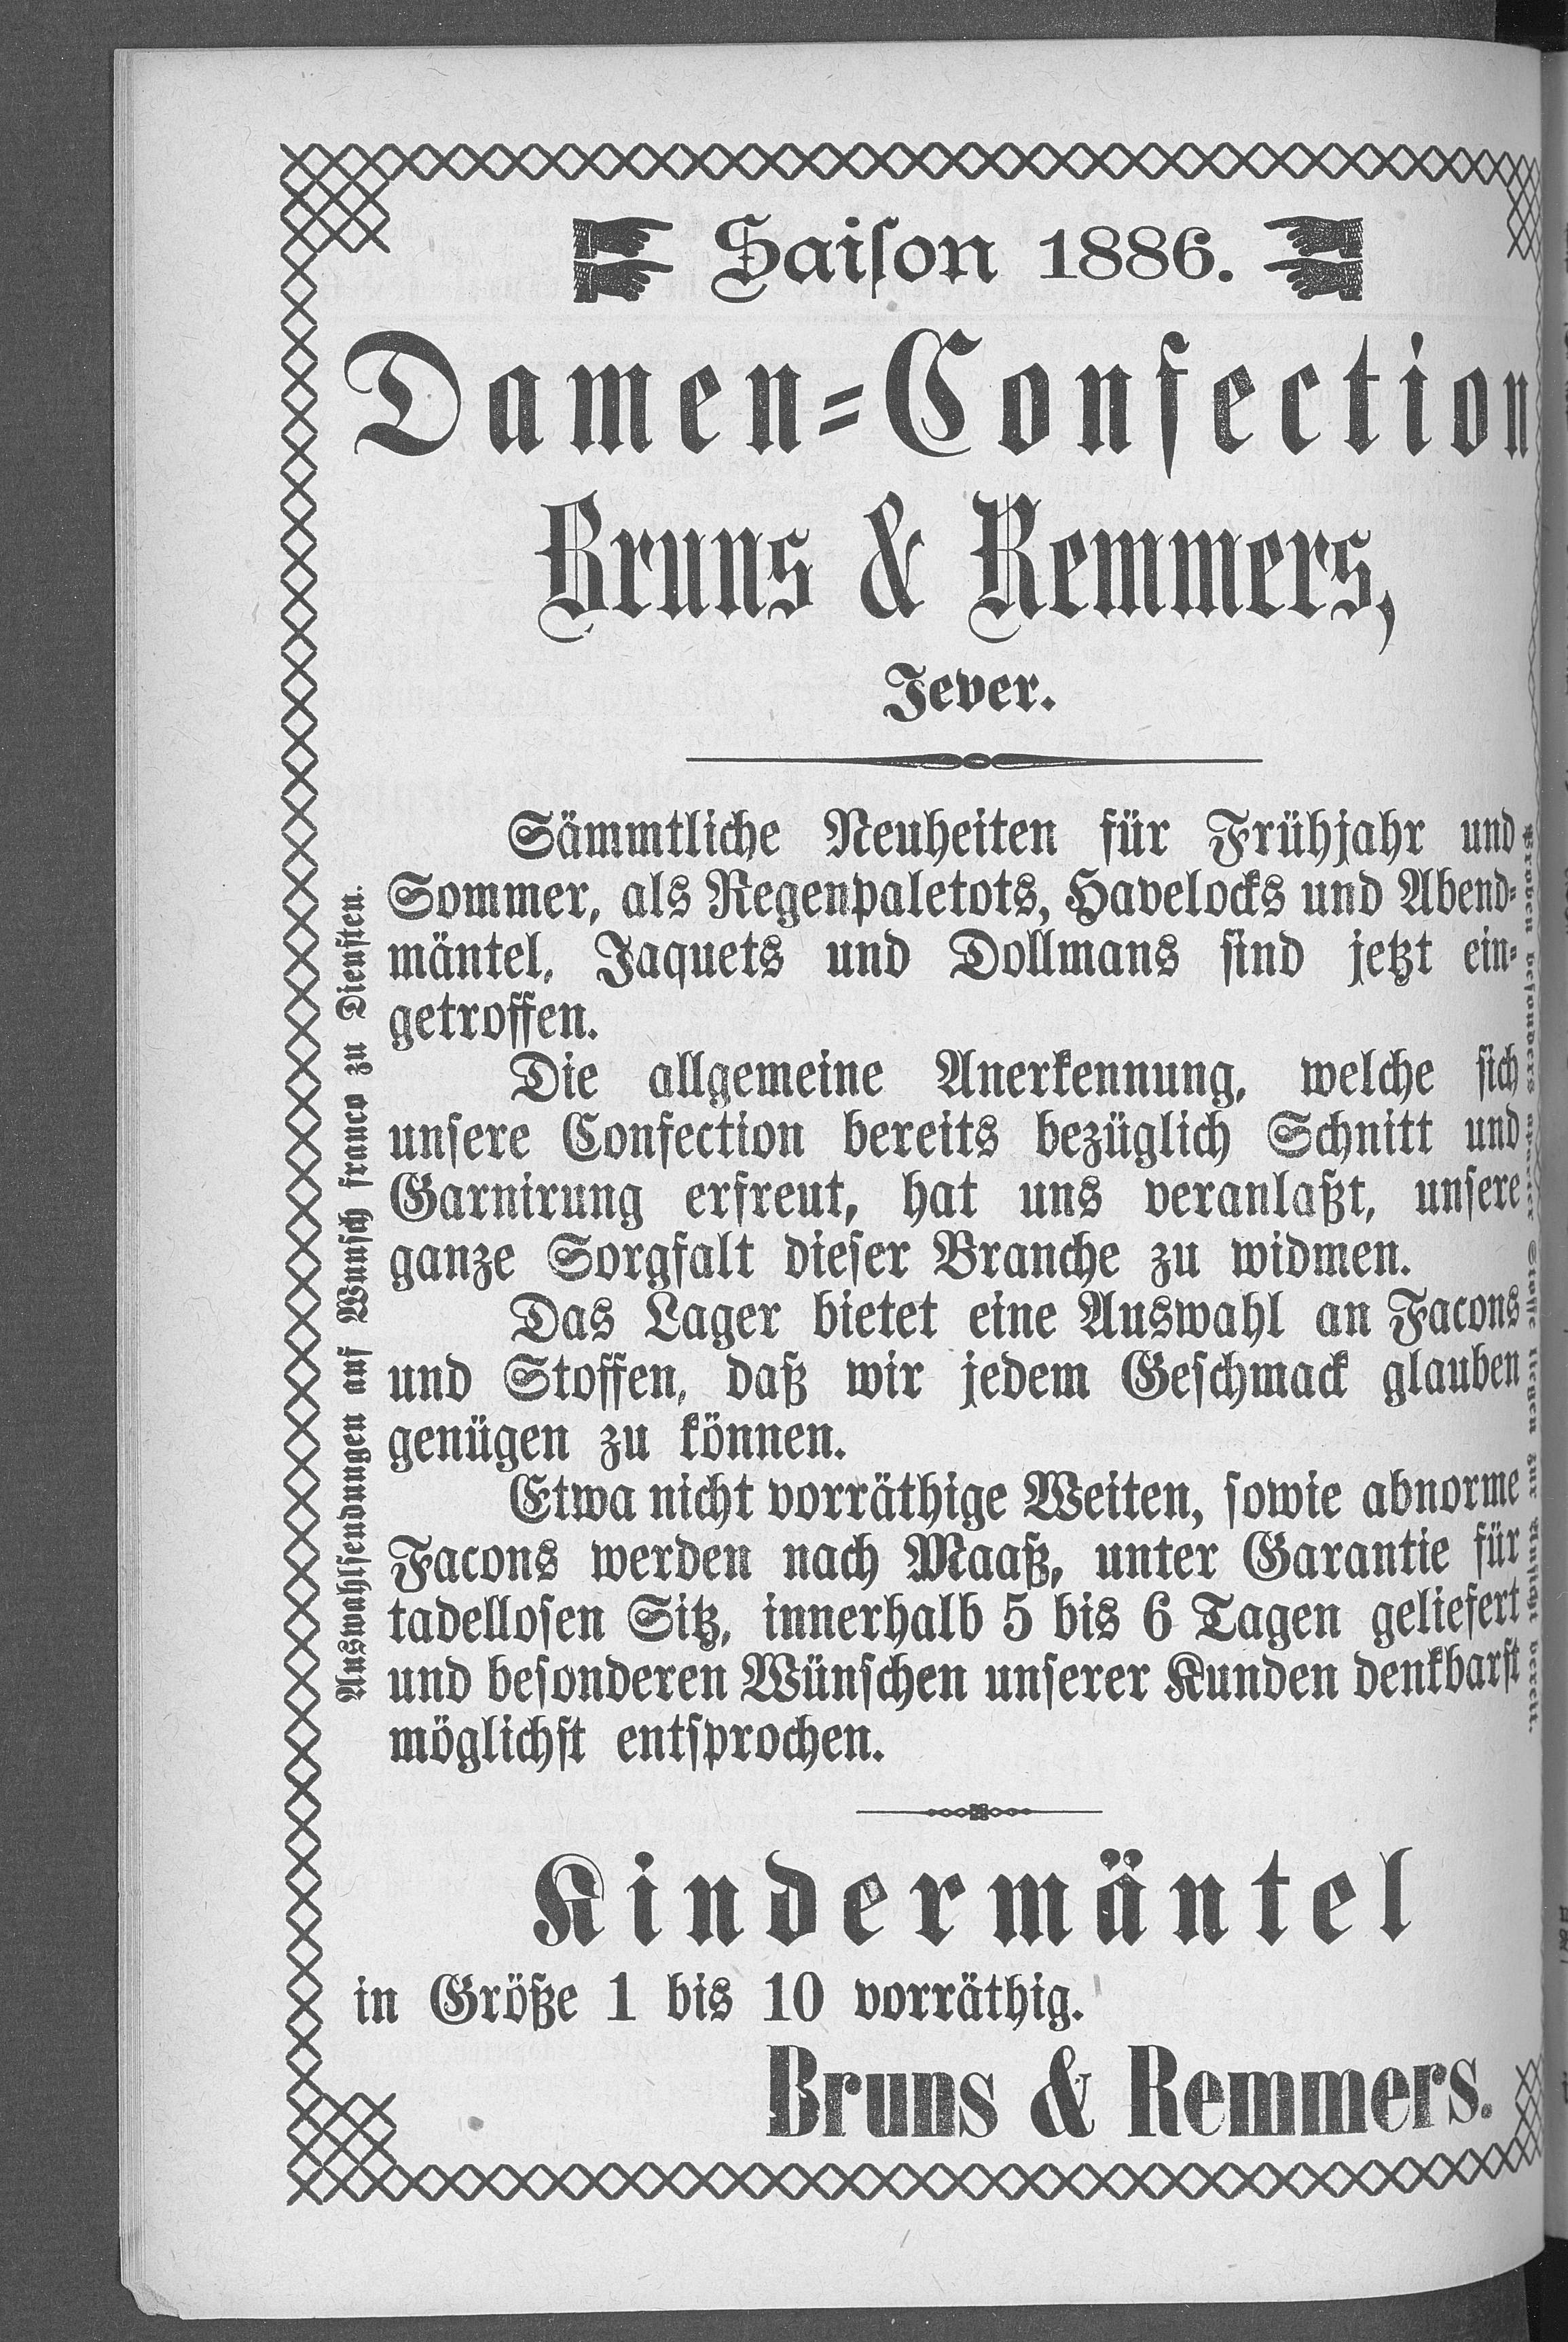 Saison 1886.
Damen-Confection
Bruns & Remmers,
Jever.
Sämmtliche Neuheiten für Frühjahr und
Sommer, als Regenpaletots, Havelocks und Abend-
mäntel, Jaquets und Dollmans sind jetzt ein-
getroffen.
Die allgemeine Anerkennung, welche sich
unsere Confection bereits bezüglich Schnitt und
Garnirung erfreut, hat uns veranlaßt, unsere
ganze Sorgfalt dieser Branche zu widmen.
Das Lager bietet eine Auswahl an Facons
und Stoffen, daß wir jedem Geschmack glauben
genügen zu können.
Etwa nicht vorräthige Weiten, sowie abnorme
Facons werden nach Maaß, unter Garantie für
tadellosen Sitz, innerhalb 5 bis 6 Tagen geliefert
und besonderen Wünschen unserer Kunden denkbarst
möglichst entsprochen.
Auswahlsendungen auf Wunsch franco zu Diensten.
Proben besonders aparter Stoffe liegen zur Ansicht bereit.
Kindermäntel
in Größe 1 bis 10 vorräthig.
Bruns & Remmers.